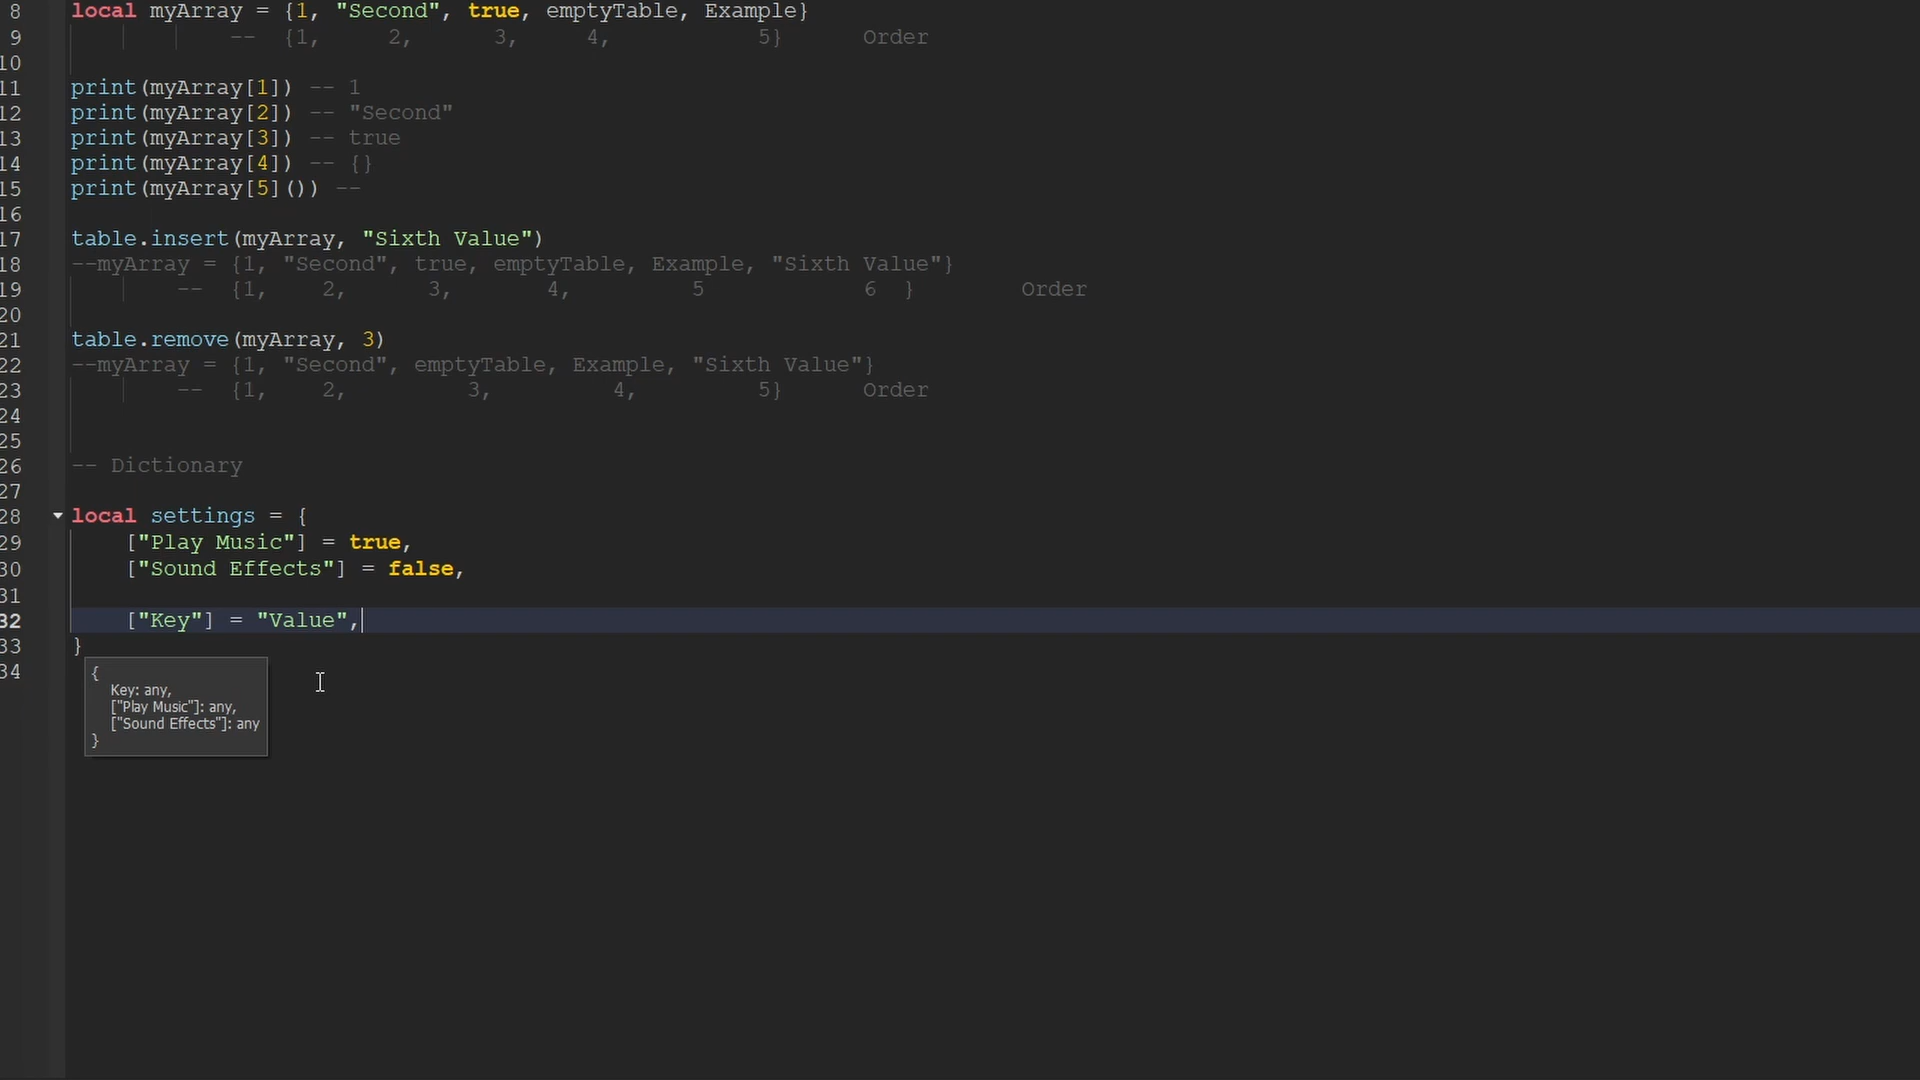 8 local myArray = {1, "Second", true, emptyTable, Example}
9 -- {1, 2, 3, 4, 5} Order
10
11 print(myArray[1]) -- 1
12 print(myArray[2]) -- "Second"
13 print(myArray[3]) -- true
14 print(myArray[4]) -- {}
15 print(myArray[5]()) --
16
17 table.insert(myArray, "Sixth Value")
18 --myArray = {1, "Second", true, emptyTable, Example, "Sixth Value"}
19 -- {1, 2, 3, 4, 5 6 } Order
20
21 table.remove(myArray, 3)
22 --myArray = {1, "Second", emptyTable, Example, "Sixth Value"}
23 -- {1, 2, 3, 4, 5} Order
24
25
26 -- Dictionary
27
28 local settings = {
29 ["Play Music"] = true,
30 ["Sound Effects"] = false,
31
32 ["Key"] = "Value",
33 }
34
{
Key: any,
["Play Music"]: any,
["Sound Effects"]: any
}